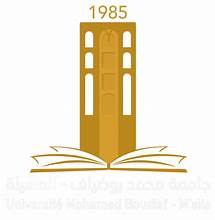 1985
جامعة محمد بوضياف - المسيلة
Université Mohamed Boudiaf - M'sila